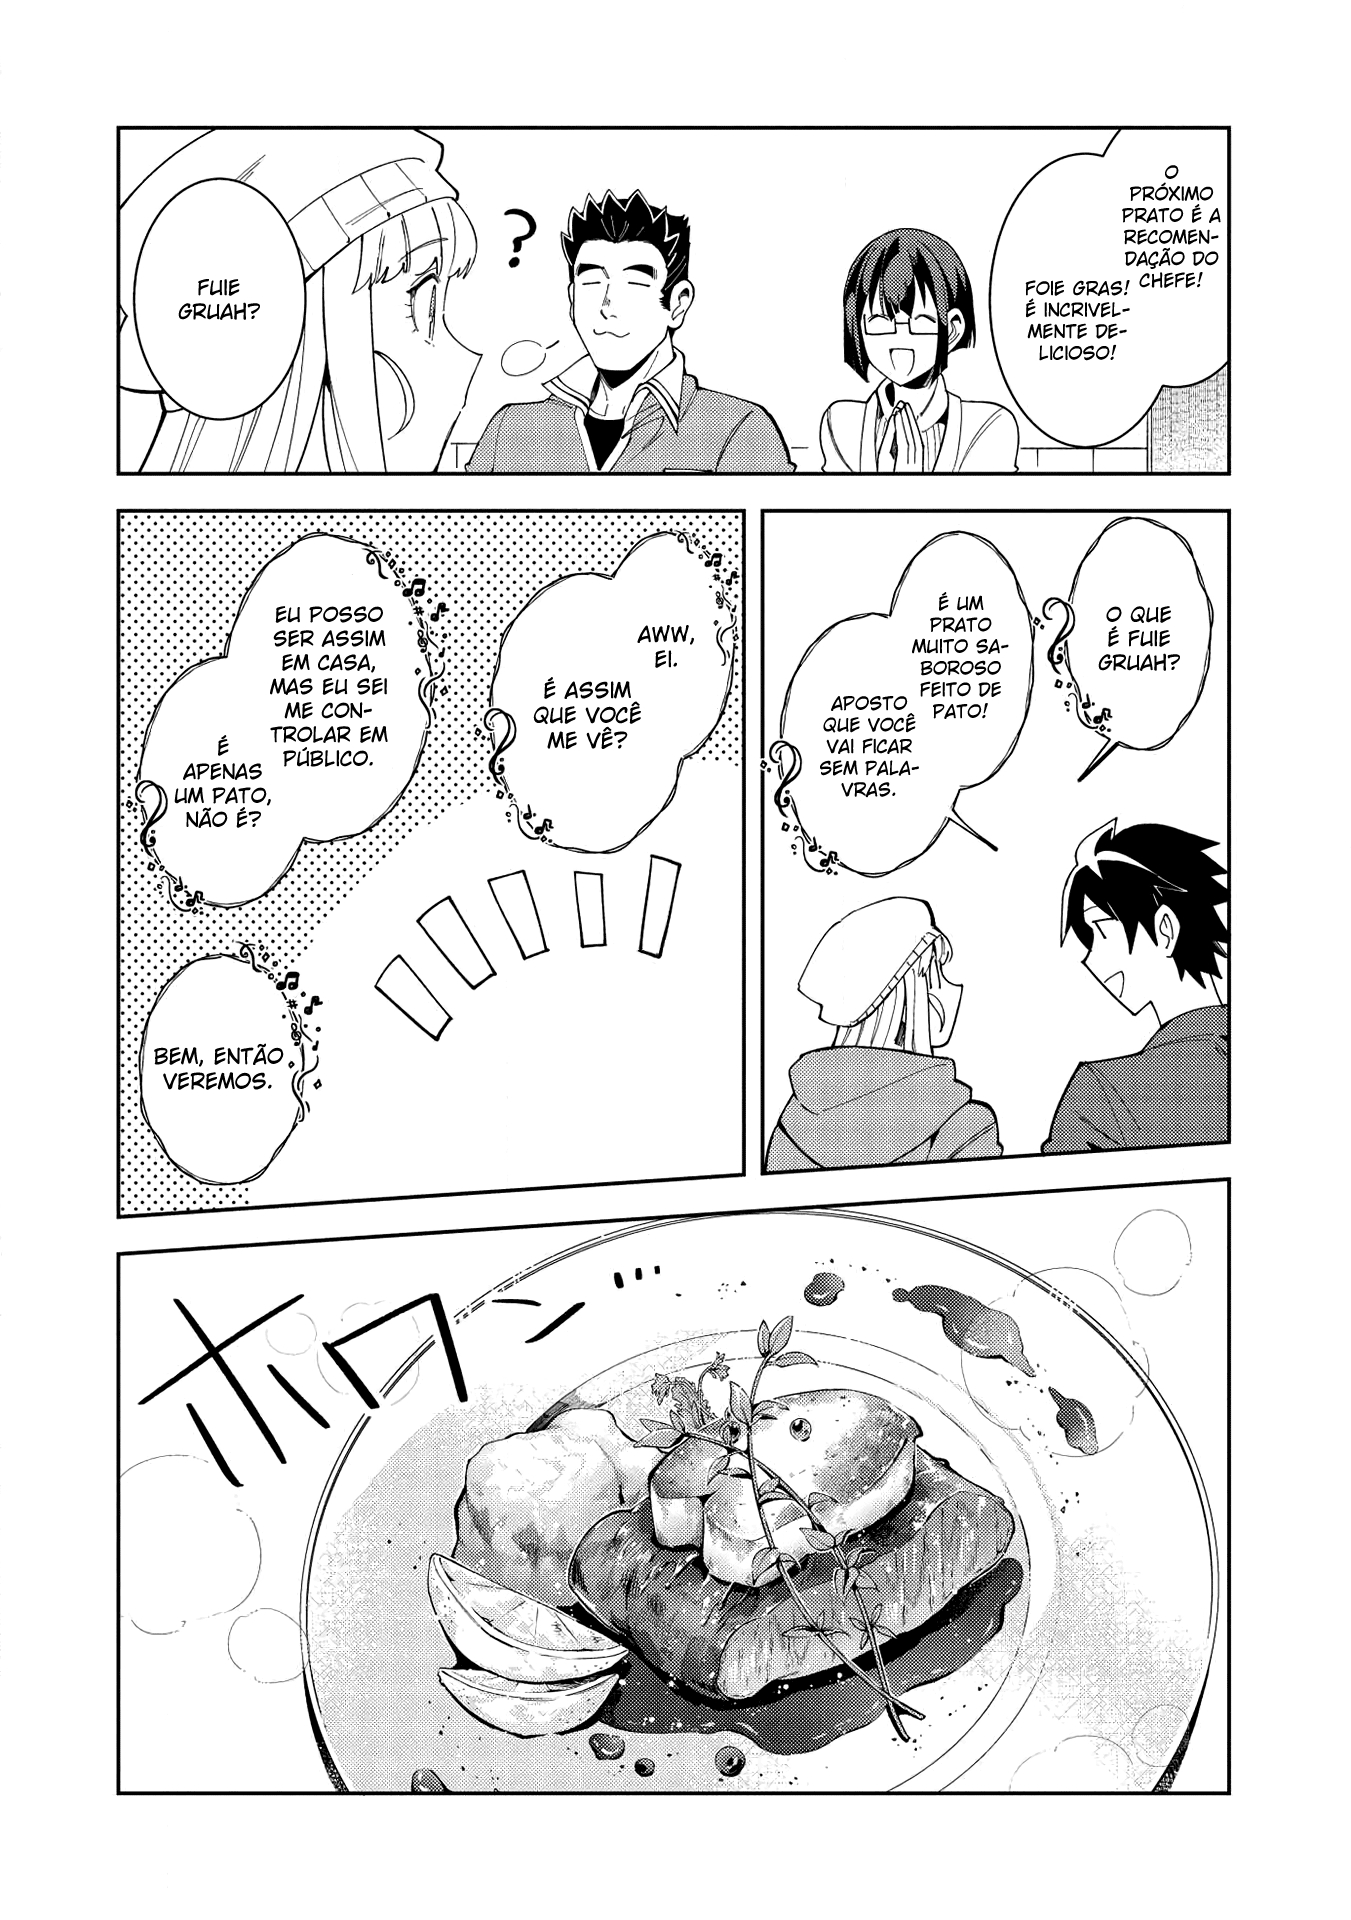 O
PRÓXIMO
PRATO É A
RECOMEN-
DAÇÃO DO
CHEFE!
FOIE GRAS!
É INCRIVEL-
MENTE DE-
LICIOSO!
?
FUIE
GRUAH?
O QUE
É FUIE
GRUAH?
É UM
PRATO
MUITO SA-
BOROSO
FEITO DE
PATO!
APOSTO
QUE VOCÊ
VAI FICAR
SEM PALA-
VRAS.
AWW,
EI.
É ASSIM
QUE VOCÊ
ME VÊ?
EU POSSO
SER ASSIM
EM CASA,
MAS EU SEI
ME CON-
TROLAR EM
PÚBLICO.
É
APENAS
UM PATO,
NÃO É?
BEM, ENTÃO
VEREMOS.
ホワン